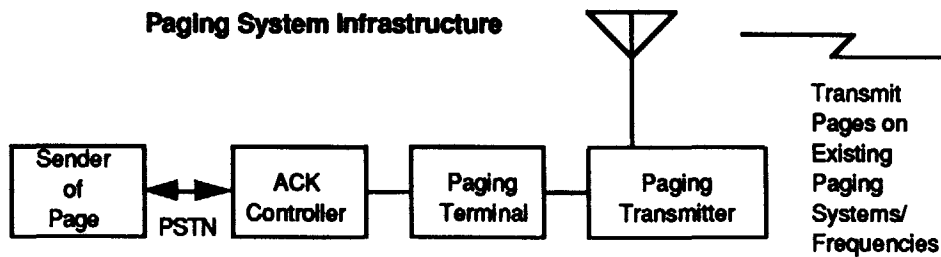 Paging System Infrastructure
Sender
of
Page
PSTN
ACK
Controller
Paging
Terminal
Paging
Transmitter
Transmit
Pages on
Existing
Paging
Systems/
Frequencies